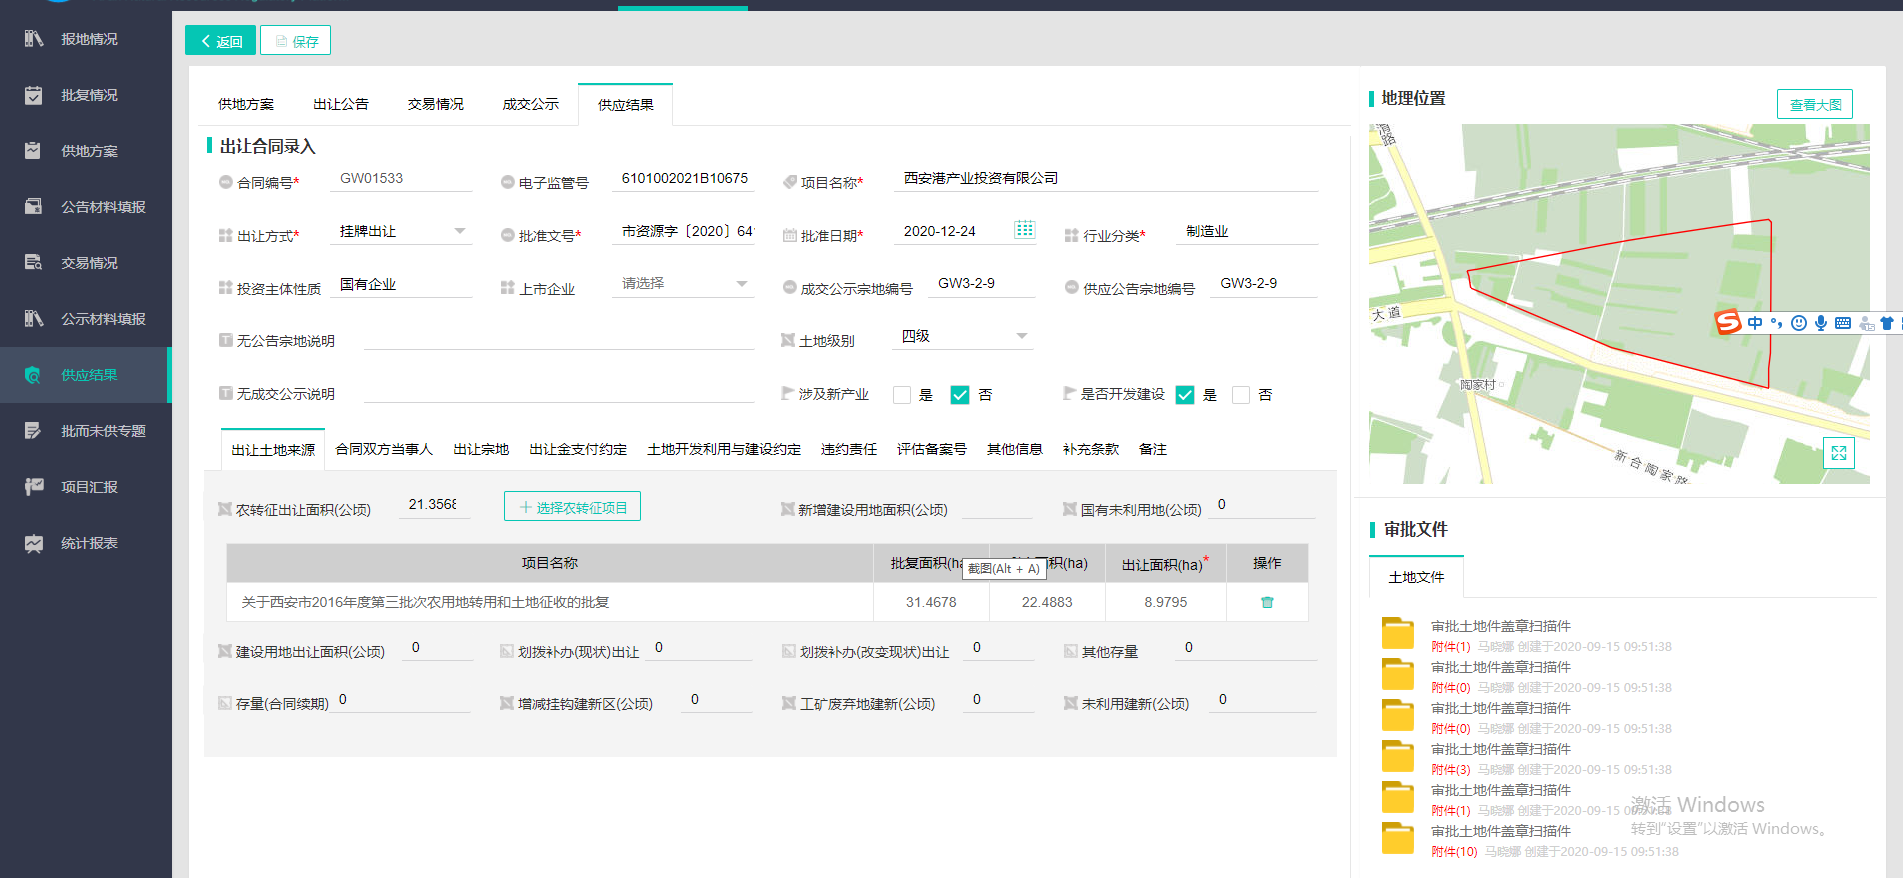 报地情况
批复情况
供地方案
公告材料填报
交易情况
公示材料填报
供应结果
批而未供专题
项目汇报
统计报表
返回 保存
供地方案 出让公告 交易情况 成交公示 供应结果
出让合同录入
合同编号* GW01533 电子监管号 6101002021B10675 项目名称* 西安港产业投资有限公司
出让方式* 挂牌出让 批准文号* 市资源字〔2020〕64 批准日期* 2020-12-24 行业分类* 制造业
投资主体性质 国有企业 上市企业 请选择 成交公示宗地编号 GW3-2-9 供应公告宗地编号 GW3-2-9
无公告宗地说明 土地级别 四级
无成交公示说明 涉及新产业 是 否 是否开发建设 是 否
出让土地来源 合同双方当事人 出让宗地 出让金支付约定 土地开发利用与建设约定 违约责任 评估备案号 其他信息 补充条款 备注
农转征出让面积(公顷) 21.3568 选择农转征项目 新增建设用地面积(公顷) 国有未利用地(公顷) 0
项目名称 批复面积(ha 面积(ha) 出让面积(ha)* 操作
截图(Alt + A)
关于西安市2016年度第三批次农用地转用和土地征收的批复 31.4678 22.4883 8.9795
建设用地出让面积(公顷) 0 划拨补办(现状)出让 0 划拨补办(改变现状)出让 0 其他存量 0
存量(合同续期) 0 增减挂钩建新区(公顷) 0 工矿废弃地建新(公顷) 0 未利用建新(公顷) 0
地理位置 查看大图
大道
中
陶家村
新合陶家路
审批文件
土地文件
审批土地件盖章扫描件
附件(1) 马晓娜 创建于2020-09-15 09:51:38
审批土地件盖章扫描件
附件(0) 马晓娜 创建于2020-09-15 09:51:38
审批土地件盖章扫描件
附件(0) 马晓娜 创建于2020-09-15 09:51:38
审批土地件盖章扫描件
附件(3) 马晓娜 创建于2020-09-15 09:51:38
审批土地件盖章扫描件
附件(1) 马晓娜 创建于2020-09-15 09:51:38
审批土地件盖章扫描件
附件(10) 马晓娜 创建于2020-09-15 09:51:38
激活 Windows
转到"设置"以激活 Windows。